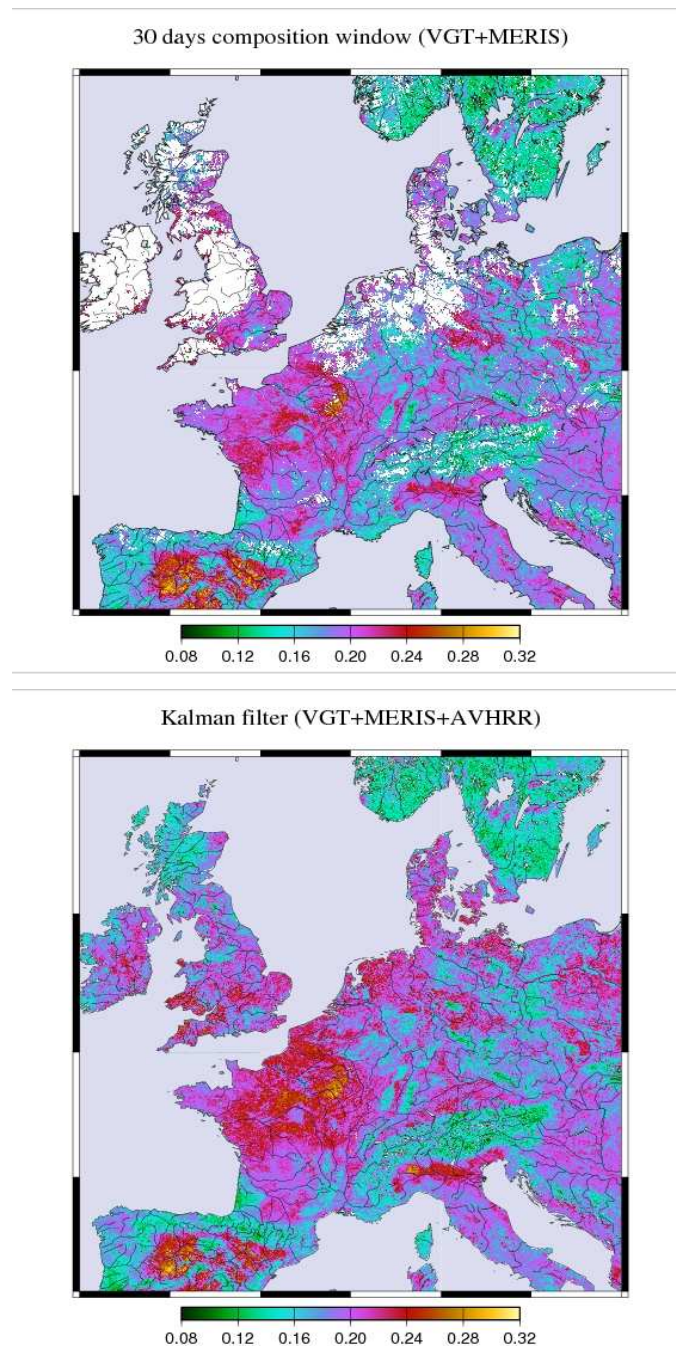 30 days composition window (VGT+MERIS)
0.08 0.12 0.16 0.20 0.24 0.28 0.32
Kalman filter (VGT+MERIS+AVHRR)
0.08 0.12 0.16 0.20 0.24 0.28 0.32